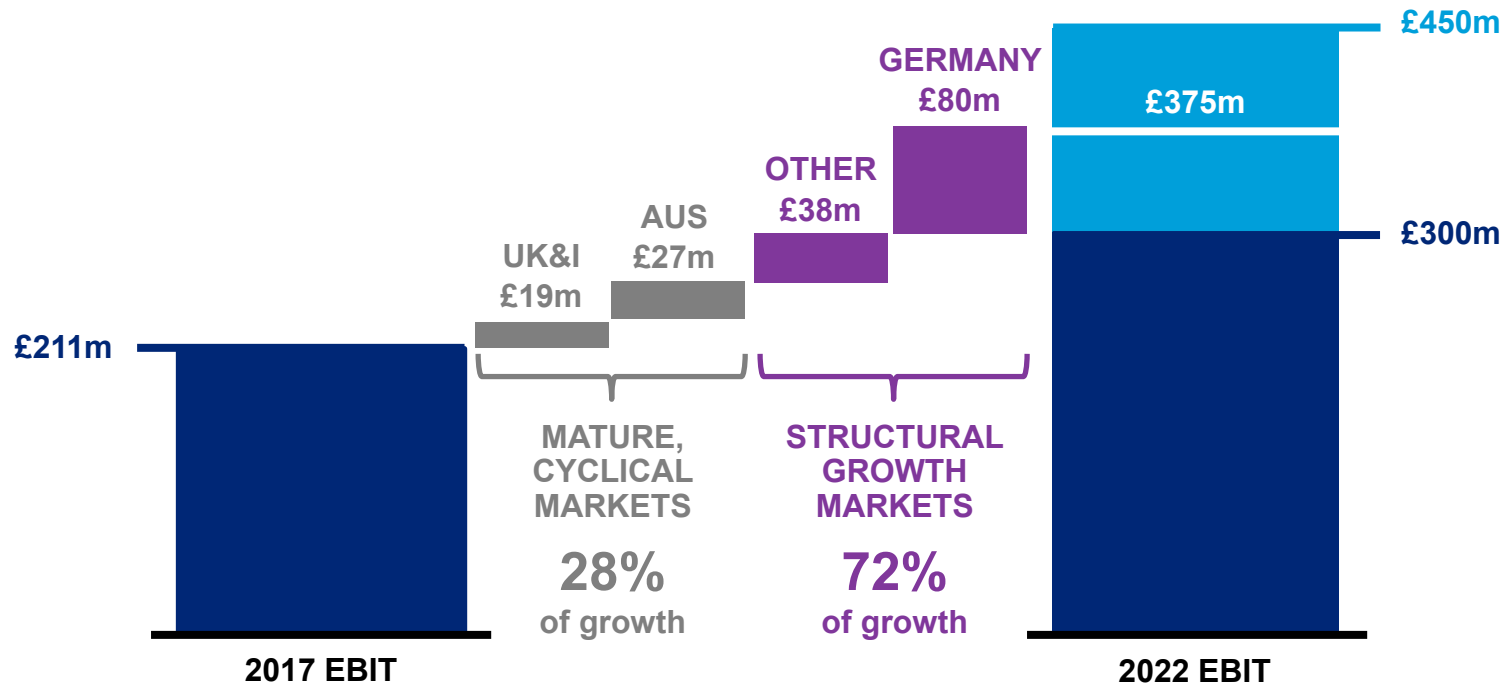 £450m
GERMANY
£80m
£375m
OTHER
£38m
AUS
£27m
£300m
UK&I
£19m
£211m
MATURE,
CYCLICAL
MARKETS
28%
of growth
STRUCTURAL
GROWTH
MARKETS
72%
of growth
2017 EBIT
2022 EBIT